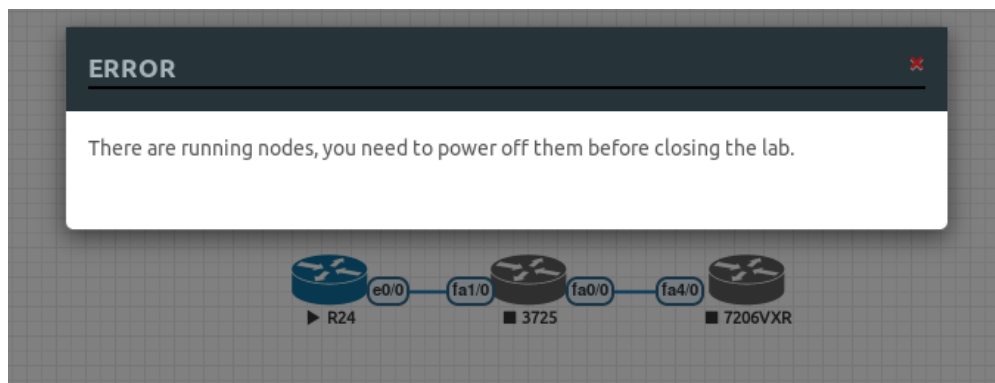 ERROR
There are running nodes, you need to power off them before closing the lab.
e0/0 fa1/0 fa0/0 fa4/0
R24 3725 7206VXR